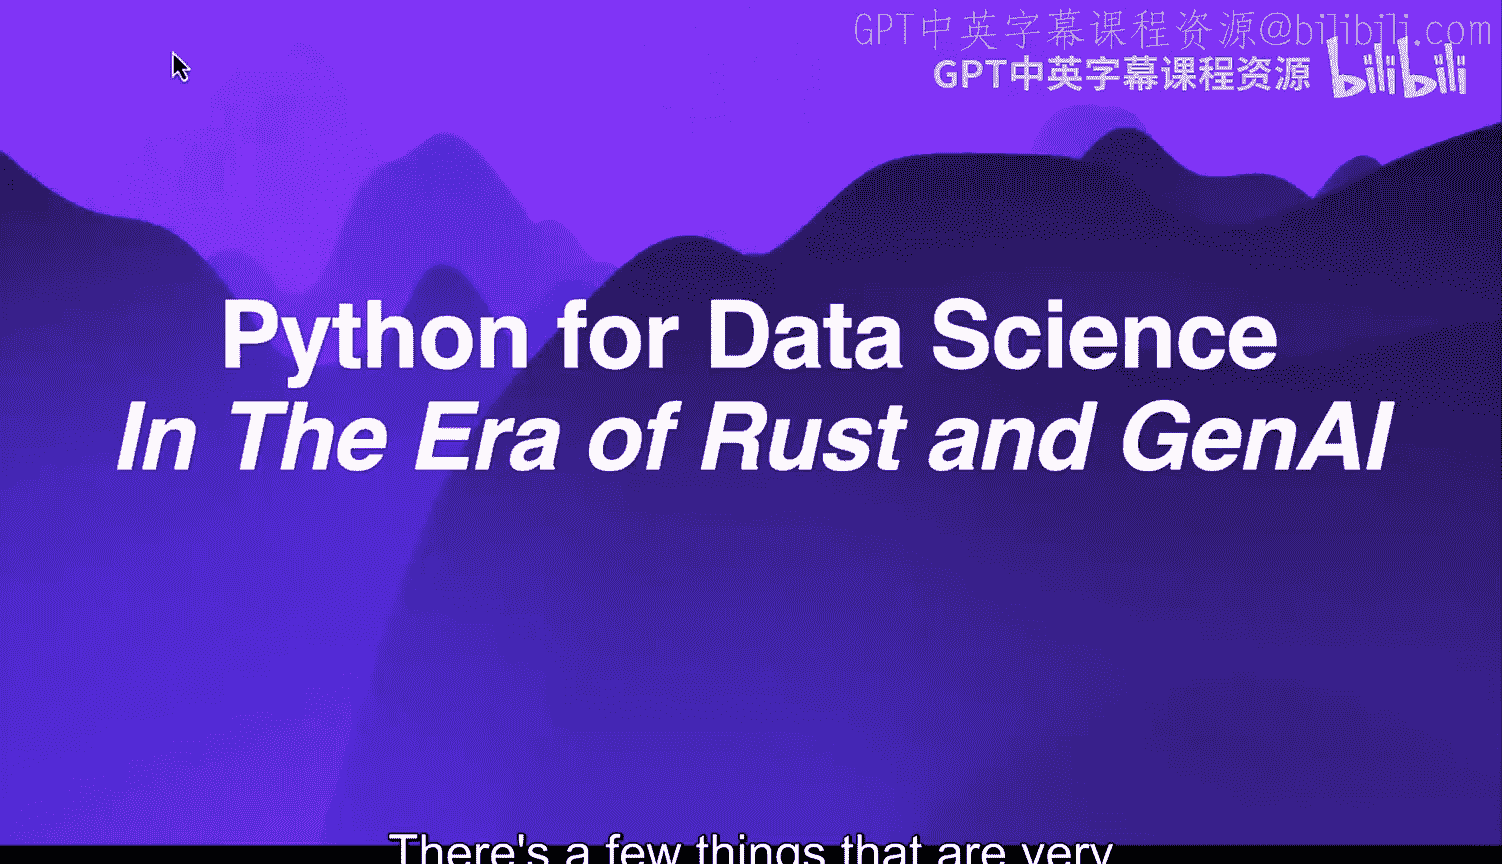 GPT中英字幕课程资源@bilibili.com
GPT中英字幕课程资源 bilibili
Python for Data Science
In The Era of Rust and GenAI
There's a few things that are very